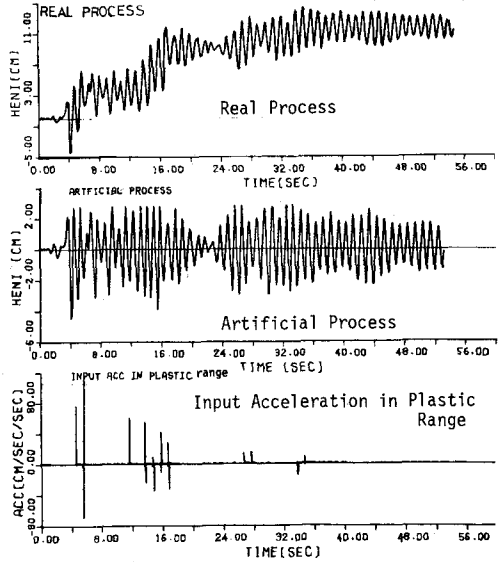 REAL PROCESS
11.00
3.00
-5.00
HENI(CM)
Real Process
0.00 8.00 16.00 24.00 32.00 40.00 48.00 56.00
TIME(SEC)
ARTFICIAL PROCESS
2.00
-2.00
-6.00
HENI (CM)
Artificial Process
0.00 8.00 16.00 24.00 32.00 40.00 48.00 56.00
TIME (SEC)
INPUT ACC IN PLASTIC range
80.00
0.00
-80.00
ACC(CM/SEC/SEC)
Input Acceleration in Plastic
Range
0.00 8.00 16.00 24.00 32.00 40.00 48.00 56.00
TIME(SEC)